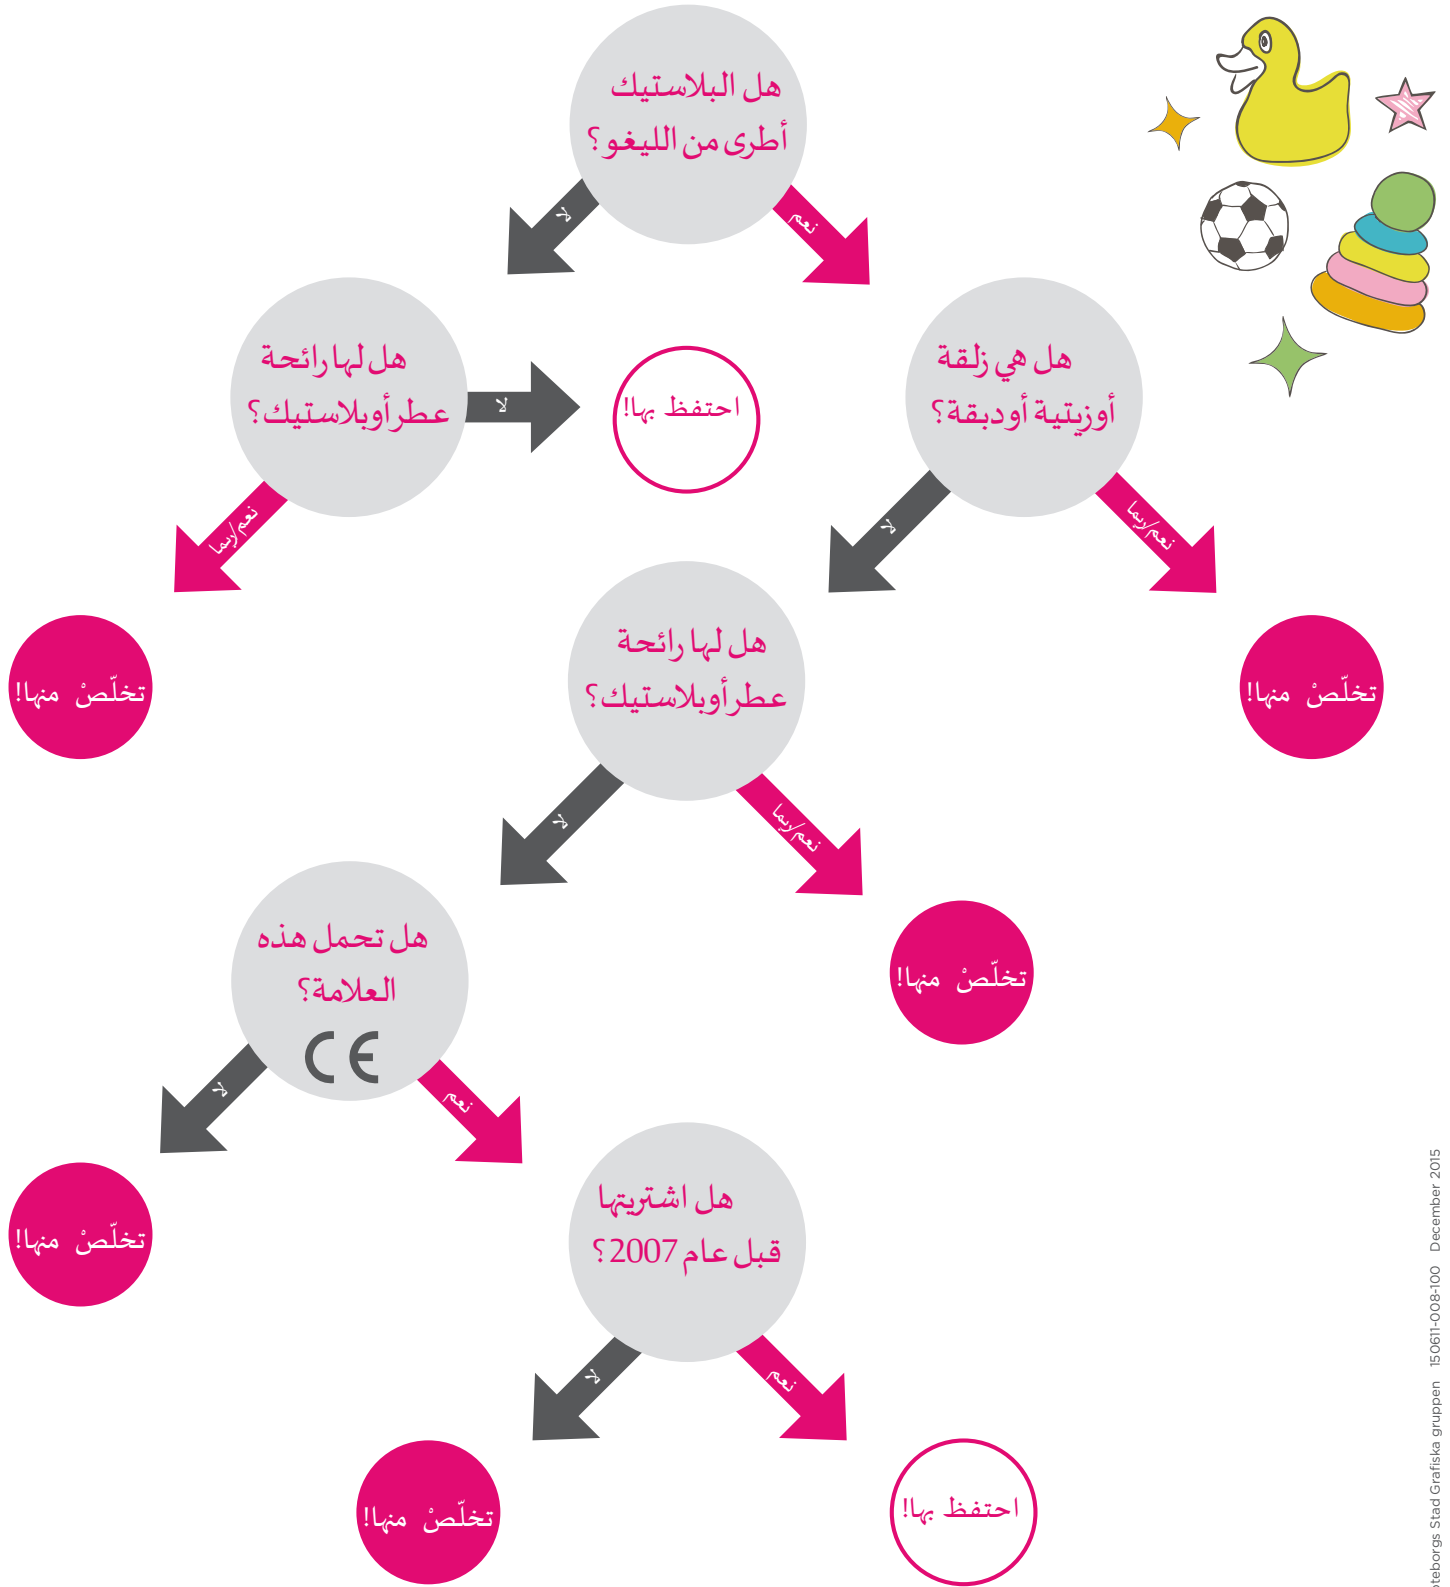 هل البلاستيك
أطرى من الليغو؟
لا
نعم
هل لها رائحة
عطر أو بلاستيك؟
لا
احتفظ بها!
هل هي زلقة
أو زيتية أو دبقة؟
نعم/ربما
لا
نعم/ربما
تخلّصْ منها!
هل لها رائحة
عطر أو بلاستيك؟
تخلّصْ منها!
لا
نعم/ربما
هل تحمل هذه
العلامة؟
CE
تخلّصْ منها!
لا
نعم
تخلّصْ منها!
هل اشتريتها
قبل عام 2007؟
لا
نعم
تخلّصْ منها!
احتفظ بها!
teborgs Stad Grafiska gruppen 150611-008-100 December 2015